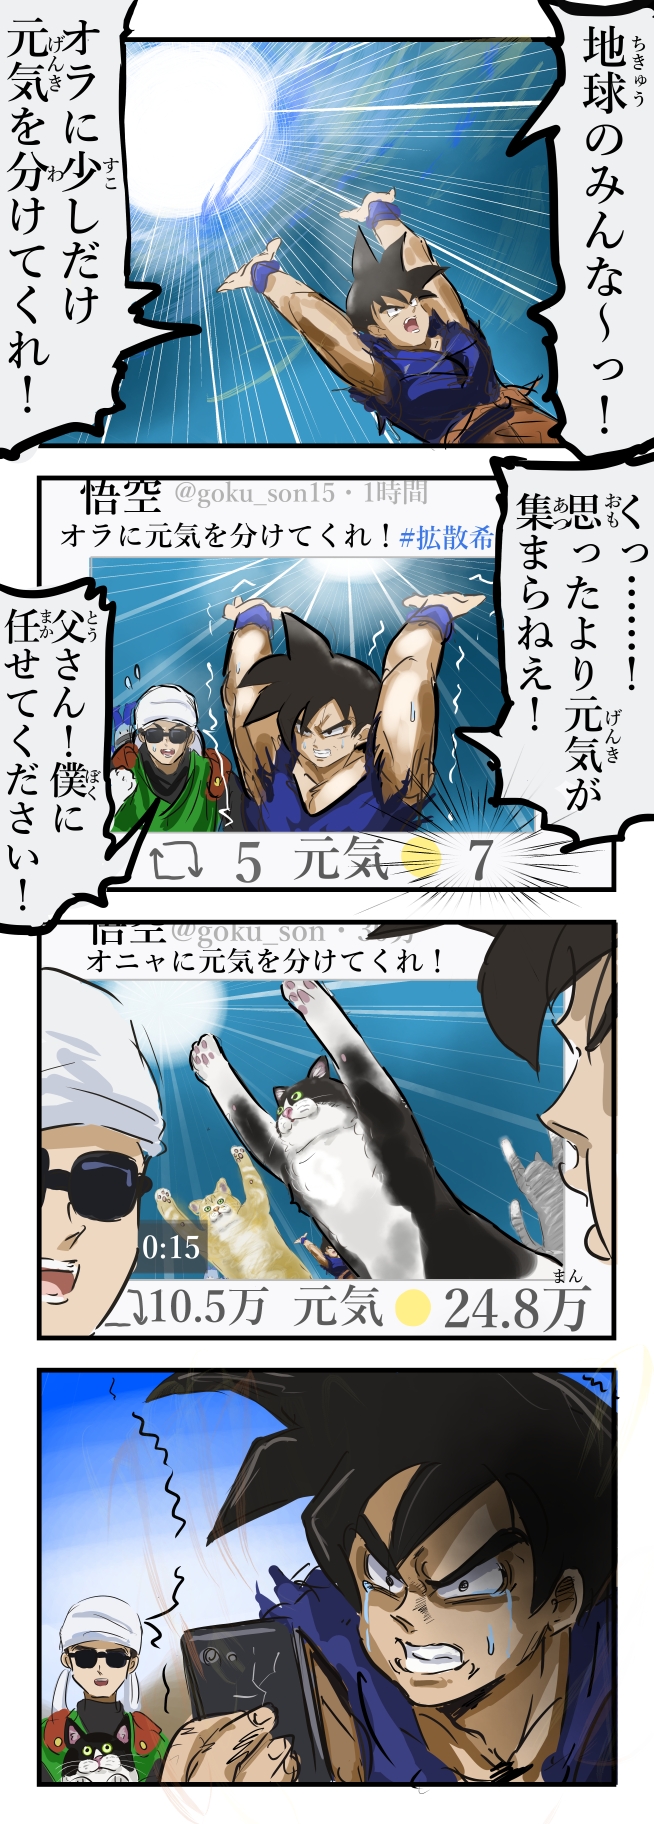 地球のみんな〜っ！
オラに少しだけ
元気を分けてくれ！
くっ……！
思ったより元気が
集まらねえ！
悟空 @goku_son15・1時間
オラに元気を分けてくれ！#拡散希
父さん！僕に
任せてください！
5 元気 7
悟空 @goku_son・
オニャに元気を分けてくれ！
0:15
10.5万 元気 24.8万